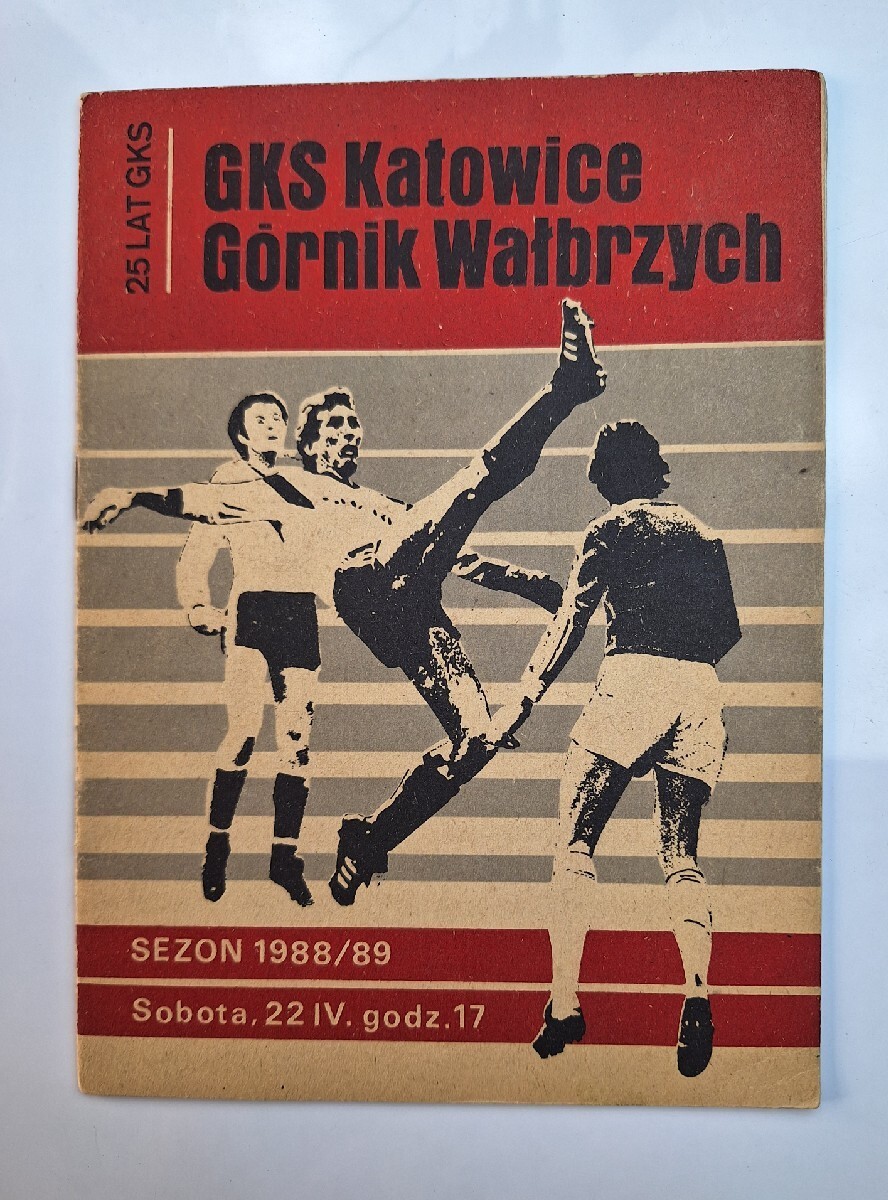 25 LAT GKS
GKS Katowice
Górnik Wałbrzych
SEZON 1988/89
Sobota, 22 IV. godz.17